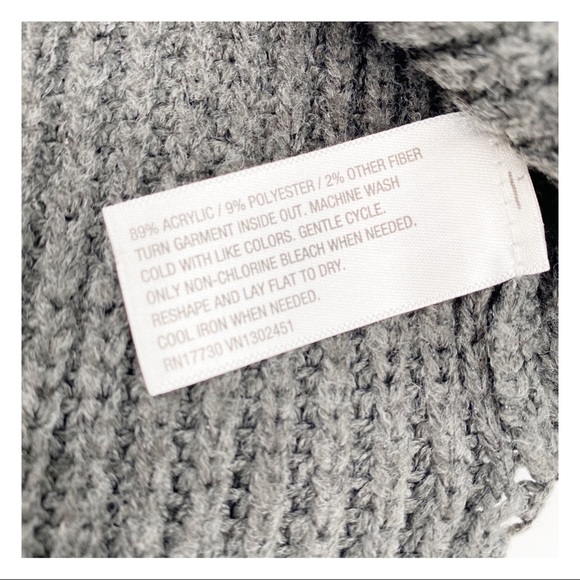 89% ACRYLIC / 9% POLYESTER / 2% OTHER FIBER
TURN GARMENT INSIDE OUT. MACHINE WASH
COLD WITH LIKE COLORS. GENTLE CYCLE.
ONLY NON-CHLORINE BLEACH WHEN NEEDED.
RESHAPE AND LAY FLAT TO DRY.
COOL IRON WHEN NEEDED.
RN17730 VN1302451